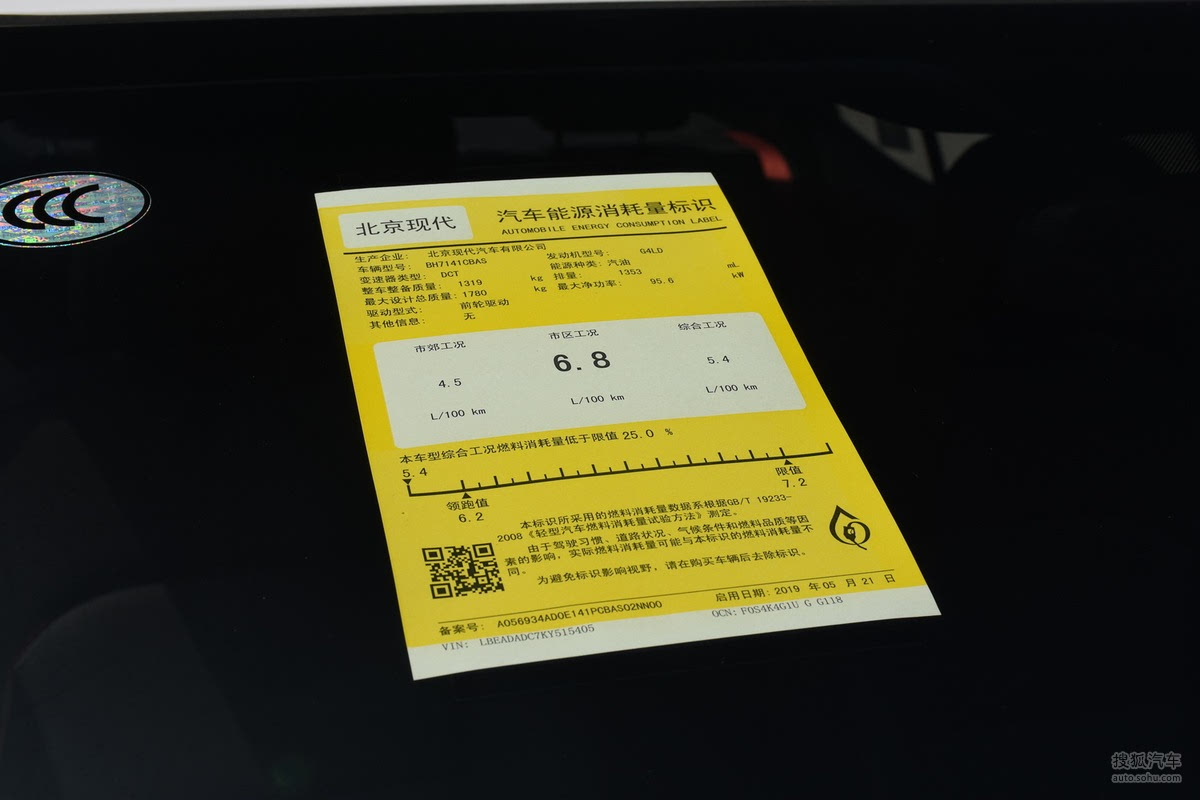 CCC
北京现代
汽车能源消耗量标识
AUTOMOBILE ENERGY CONSUMPTION LABEL
生产企业: 北京现代汽车有限公司
车辆型号: BH7141CBAS 发动机型号: G4LD
变速器类型: DCT 能源种类: 汽油
整车整备质量: 1319 kg 排量: 1353 mL
最大设计总质量: 1780 kg 最大净功率: 95.6 kW
驱动型式: 前轮驱动
其他信息: 无
市郊工况 市区工况 综合工况
4.5 6.8 5.4
L/100 km L/100 km L/100 km
本车型综合工况燃料消耗量低于限值 25.0 %
5.4
领跑值 限值
6.2 7.2
本标识所采用的燃料消耗量数据系根据GB/T 19233-
2008《轻型汽车燃料消耗量试验方法》测定。
由于驾驶习惯、道路状况、气候条件和燃料品质等因
素的影响，实际燃料消耗量可能与本标识的燃料消耗量不
同。
为避免标识影响视野，请在购买车辆后去除标识。
备案号: A056934AD0E141PCBAS02NN00 启用日期: 2019 年 05 月 21 日
VIN: LBEADADC7KY515405 OCN: F0S4K4G1U G G118
搜狐汽车
auto.sohu.com